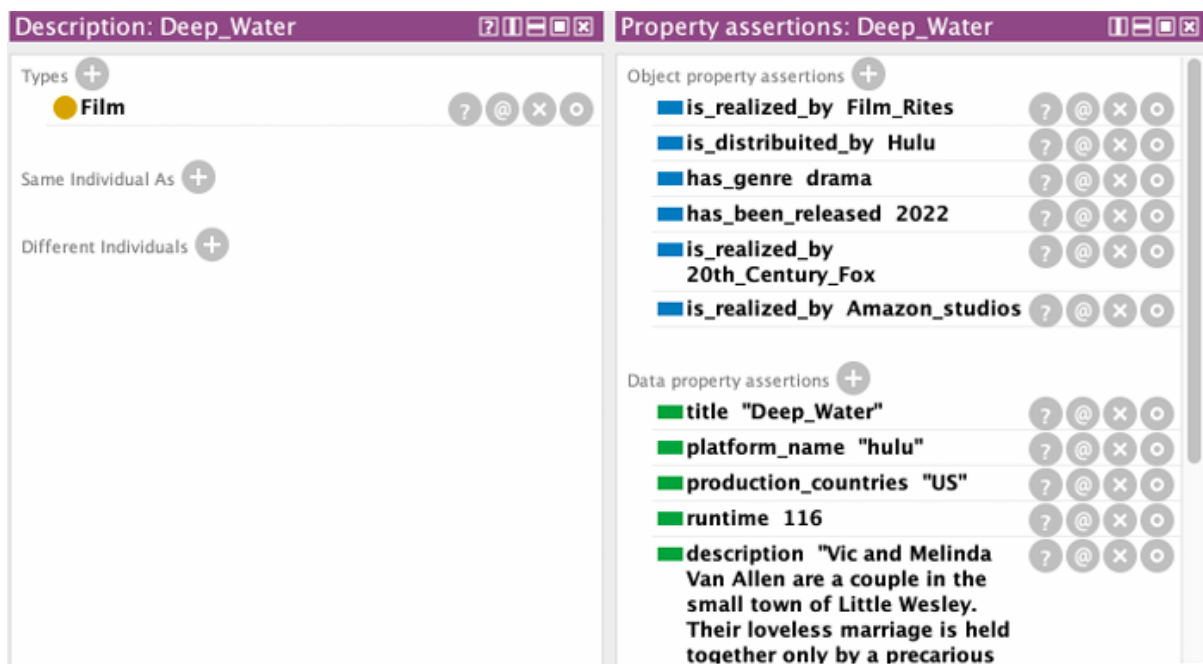 Description: Deep_Water
Types
Film
Same Individual As
Different Individuals
Property assertions: Deep_Water
Object property assertions
is_realized_by Film_Rites
is_distribuited_by Hulu
has_genre drama
has_been_released 2022
is_realized_by
20th_Century_Fox
is_realized_by Amazon_studios
Data property assertions
title "Deep_Water"
platform_name "hulu"
production_countries "US"
runtime 116
description "Vic and Melinda
Van Allen are a couple in the
small town of Little Wesley.
Their loveless marriage is held
together only by a precarious